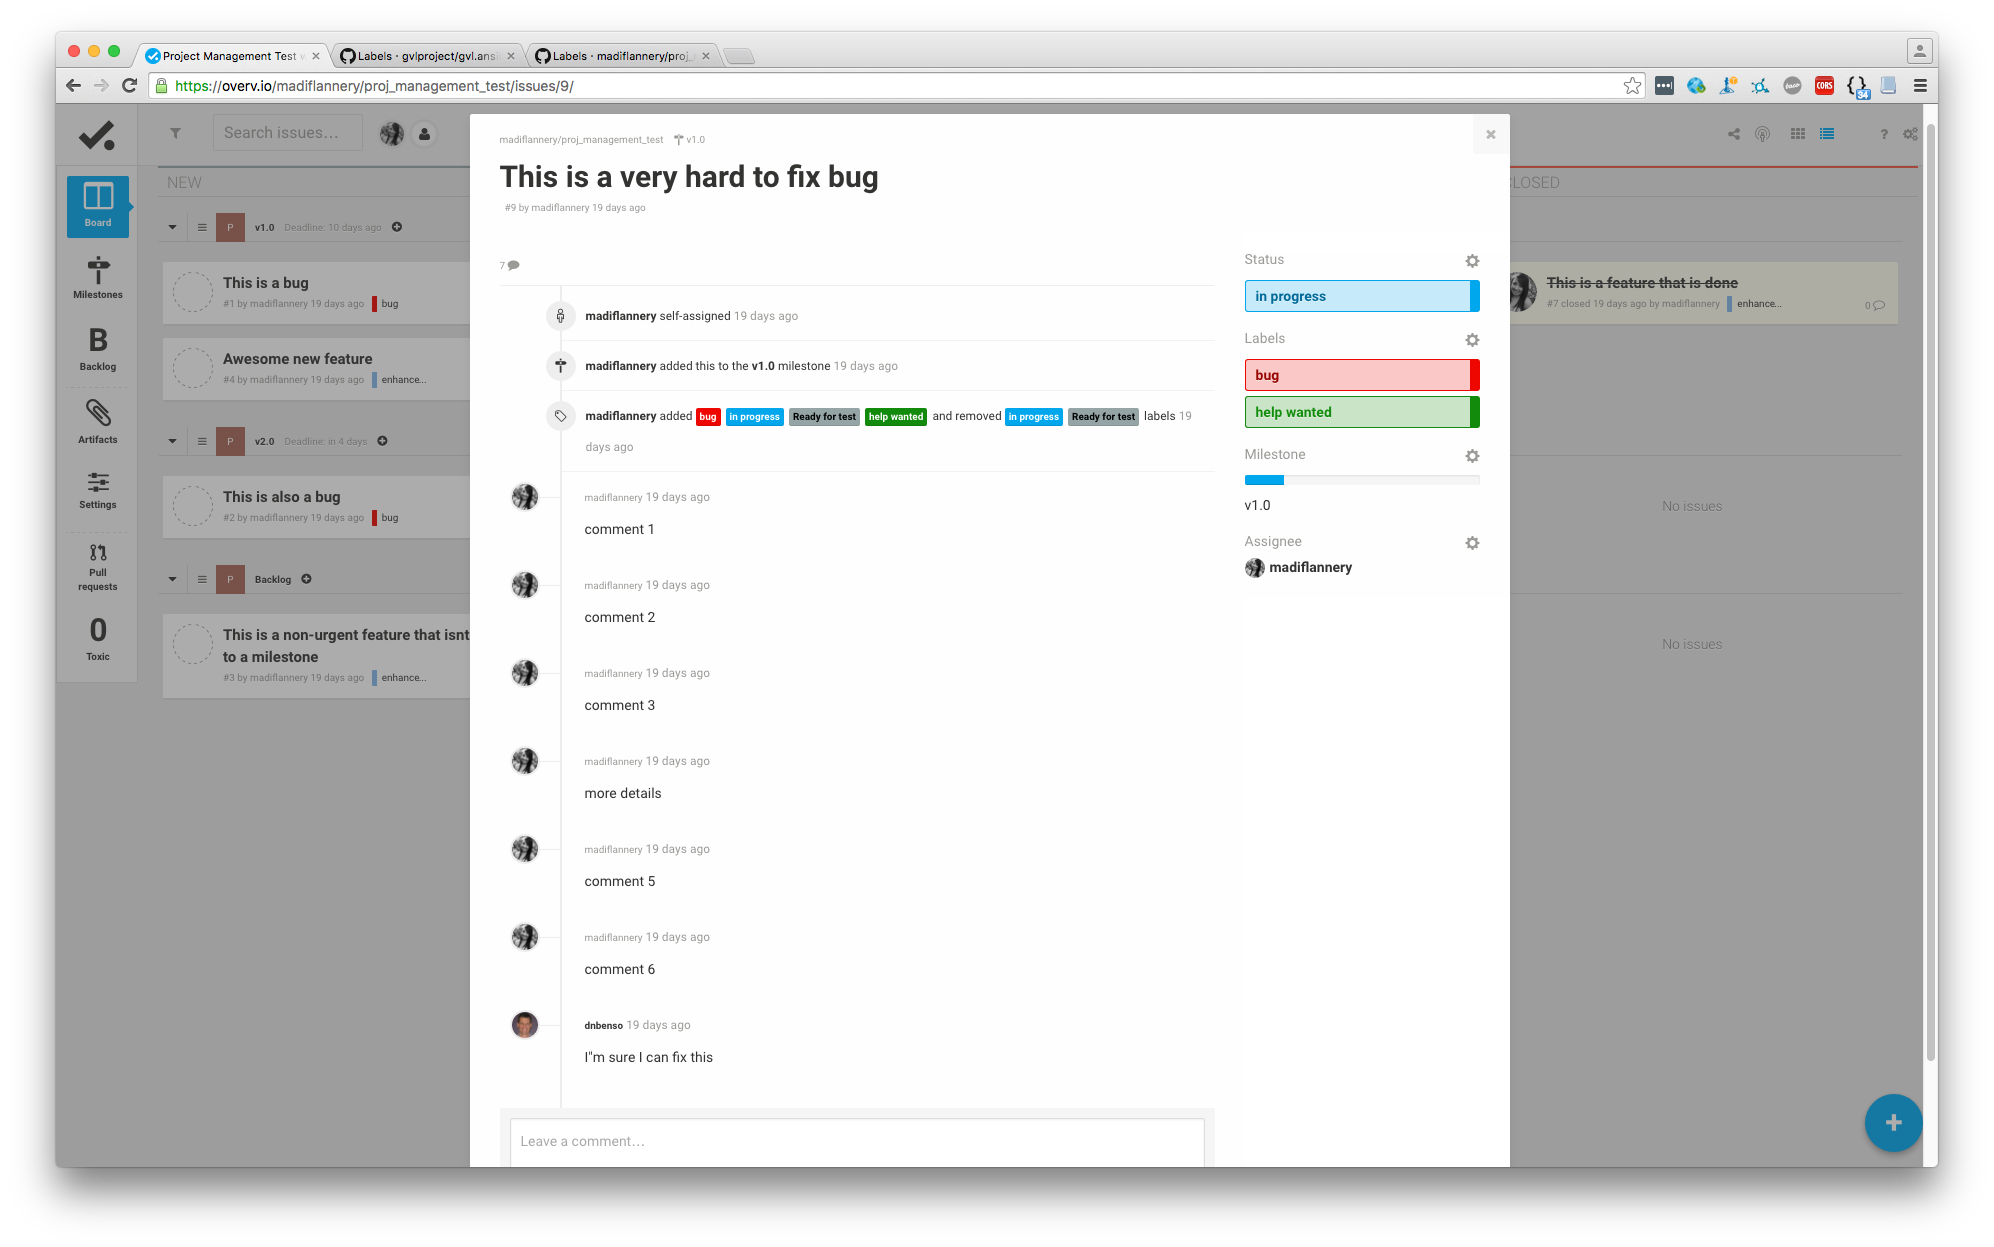 Project Management Test w
Labels · gvlproject/gvl.ansib
Labels · madiflannery/proj_
https://overv.io/madiflannery/proj_management_test/issues/9/
CORS
34
Search issues...
madiflannery/proj_management_test v1.0
This is a very hard to fix bug
#9 by madiflannery 19 days ago
7
Board
Milestones
B
Backlog
Artifacts
Settings
Pull
requests
0
Toxic
NEW
P v1.0 Deadline: 10 days ago
This is a bug
#1 by madiflannery 19 days ago bug
Awesome new feature
#4 by madiflannery 19 days ago enhance...
P v2.0 Deadline: in 4 days
This is also a bug
#2 by madiflannery 19 days ago bug
P Backlog
This is a non-urgent feature that isnt
to a milestone
#3 by madiflannery 19 days ago enhance...
madiflannery self-assigned 19 days ago
madiflannery added this to the v1.0 milestone 19 days ago
madiflannery added bug in progress Ready for test help wanted and removed in progress Ready for test labels 19
days ago
madiflannery 19 days ago
comment 1
madiflannery 19 days ago
comment 2
madiflannery 19 days ago
comment 3
madiflannery 19 days ago
more details
madiflannery 19 days ago
comment 5
madiflannery 19 days ago
comment 6
dnbenso 19 days ago
I"m sure I can fix this
Leave a comment...
Status
in progress
Labels
bug
help wanted
Milestone
v1.0
Assignee
madiflannery
?
LOSED
This is a feature that is done
#7 closed 19 days ago by madiflannery enhance...
0
No issues
No issues
+